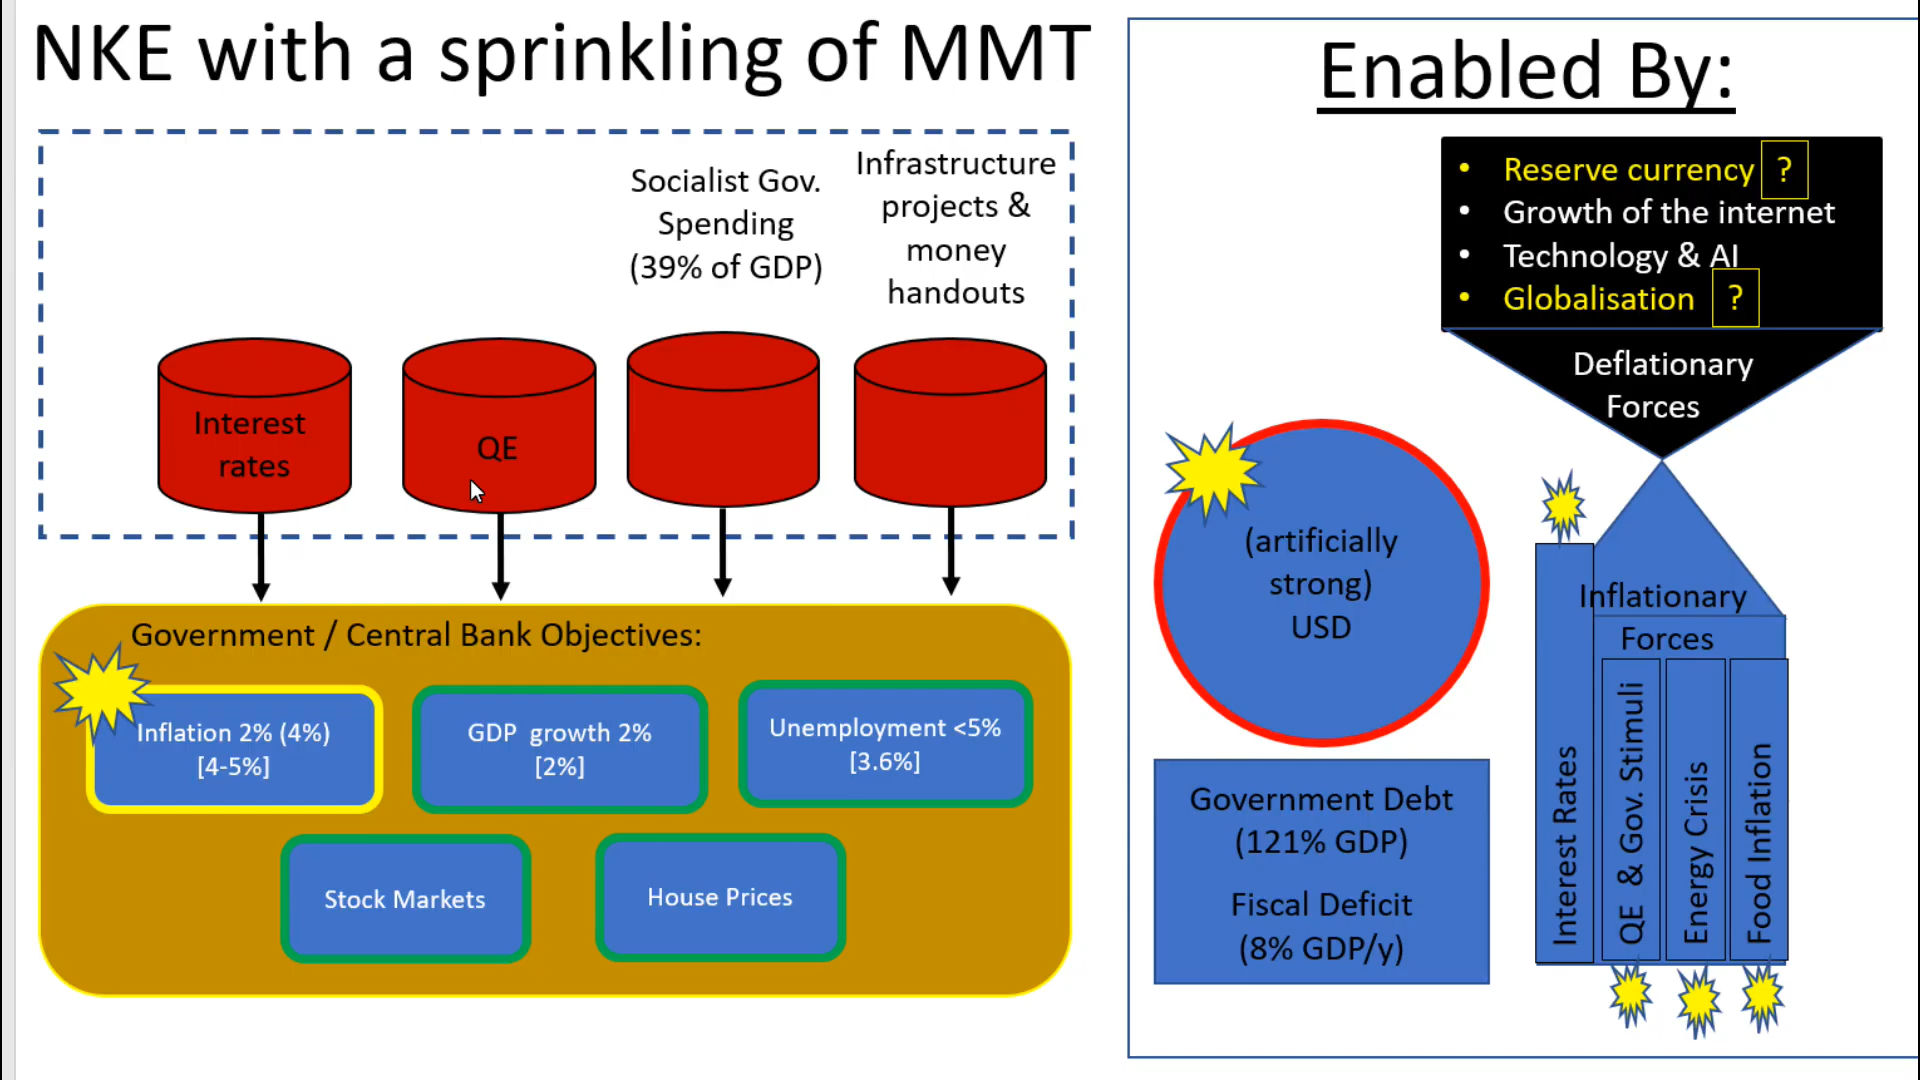 NKE with a sprinkling of MMT
Socialist Gov.
Spending
(39% of GDP)
Infrastructure
projects &
money
handouts
Interest
rates
QE
Government / Central Bank Objectives:
Inflation 2% (4%)
[4-5%]
GDP growth 2%
[2%]
Unemployment <5%
[3.6%]
Stock Markets
House Prices
Enabled By:
• Reserve currency ?
• Growth of the internet
• Technology & AI
• Globalisation ?
Deflationary
Forces
(artificially
strong)
USD
Government Debt
(121% GDP)
Fiscal Deficit
(8% GDP/y)
Inflationary
Forces
Interest Rates
QE & Gov. Stimuli
Energy Crisis
Food Inflation